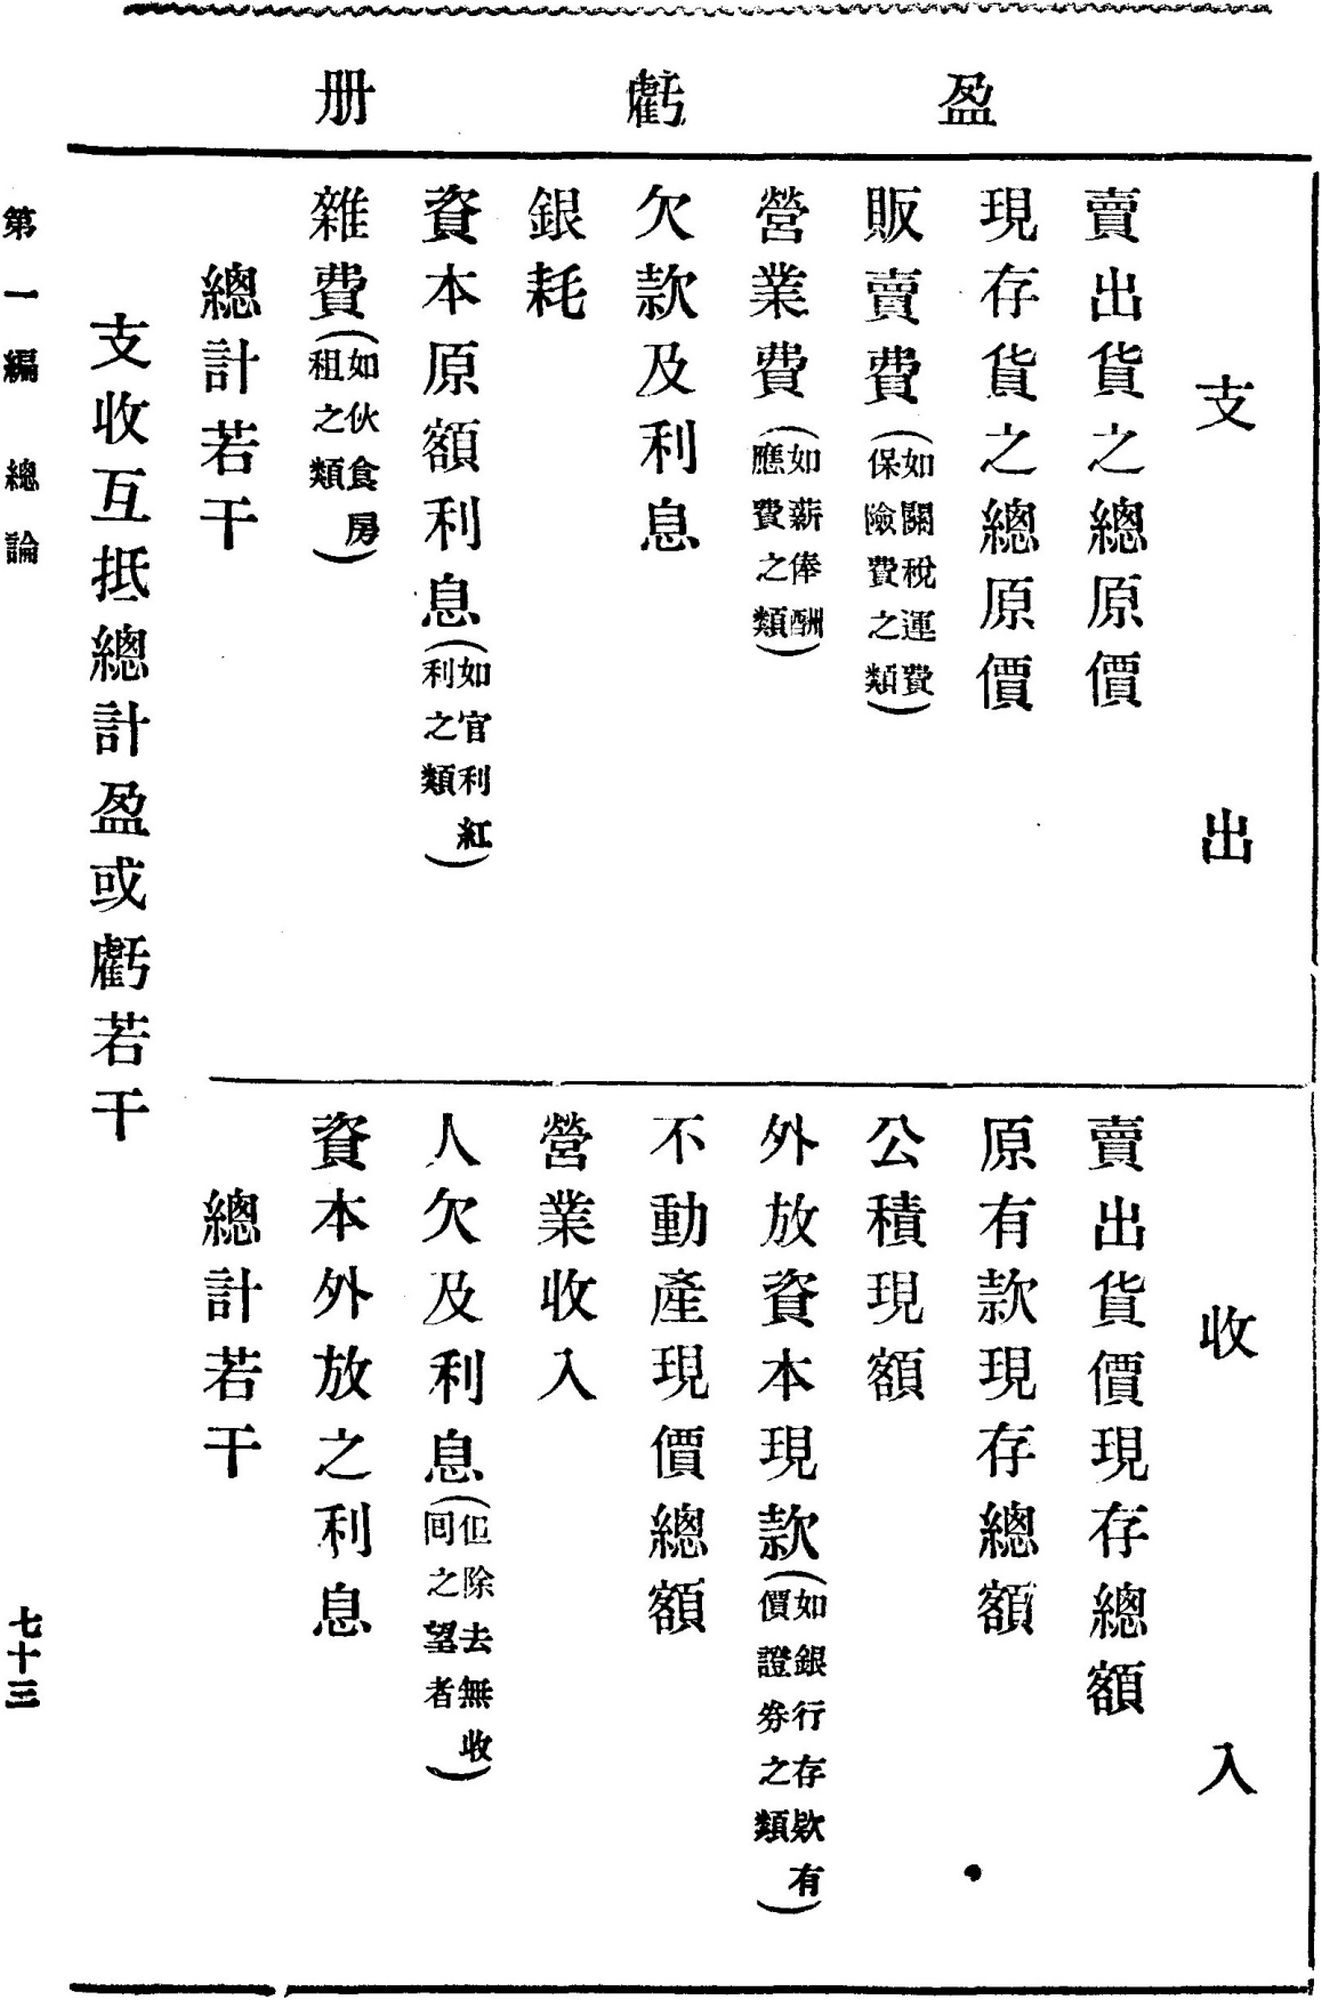 盈虧册
支出
賣出貨之總原價
現存貨之總原價
販賣費(如關稅運費保險費之類)
營業費(如薪俸酬應費之類)
欠款及利息
銀耗
資本原額利息(如官利紅利之類)
雜費(如伙食房租之類)
總計若干
收入
賣出貨價現存總額
原有款現存總額
公積現額
外放資本現款(如銀行存欵有價證券之類)
不動產現價總額
營業收入
人欠及利息(但除去無收回之望者)
資本外放之利息
總計若干
支收互抵總計盈或虧若干
第一編 總論
七十三